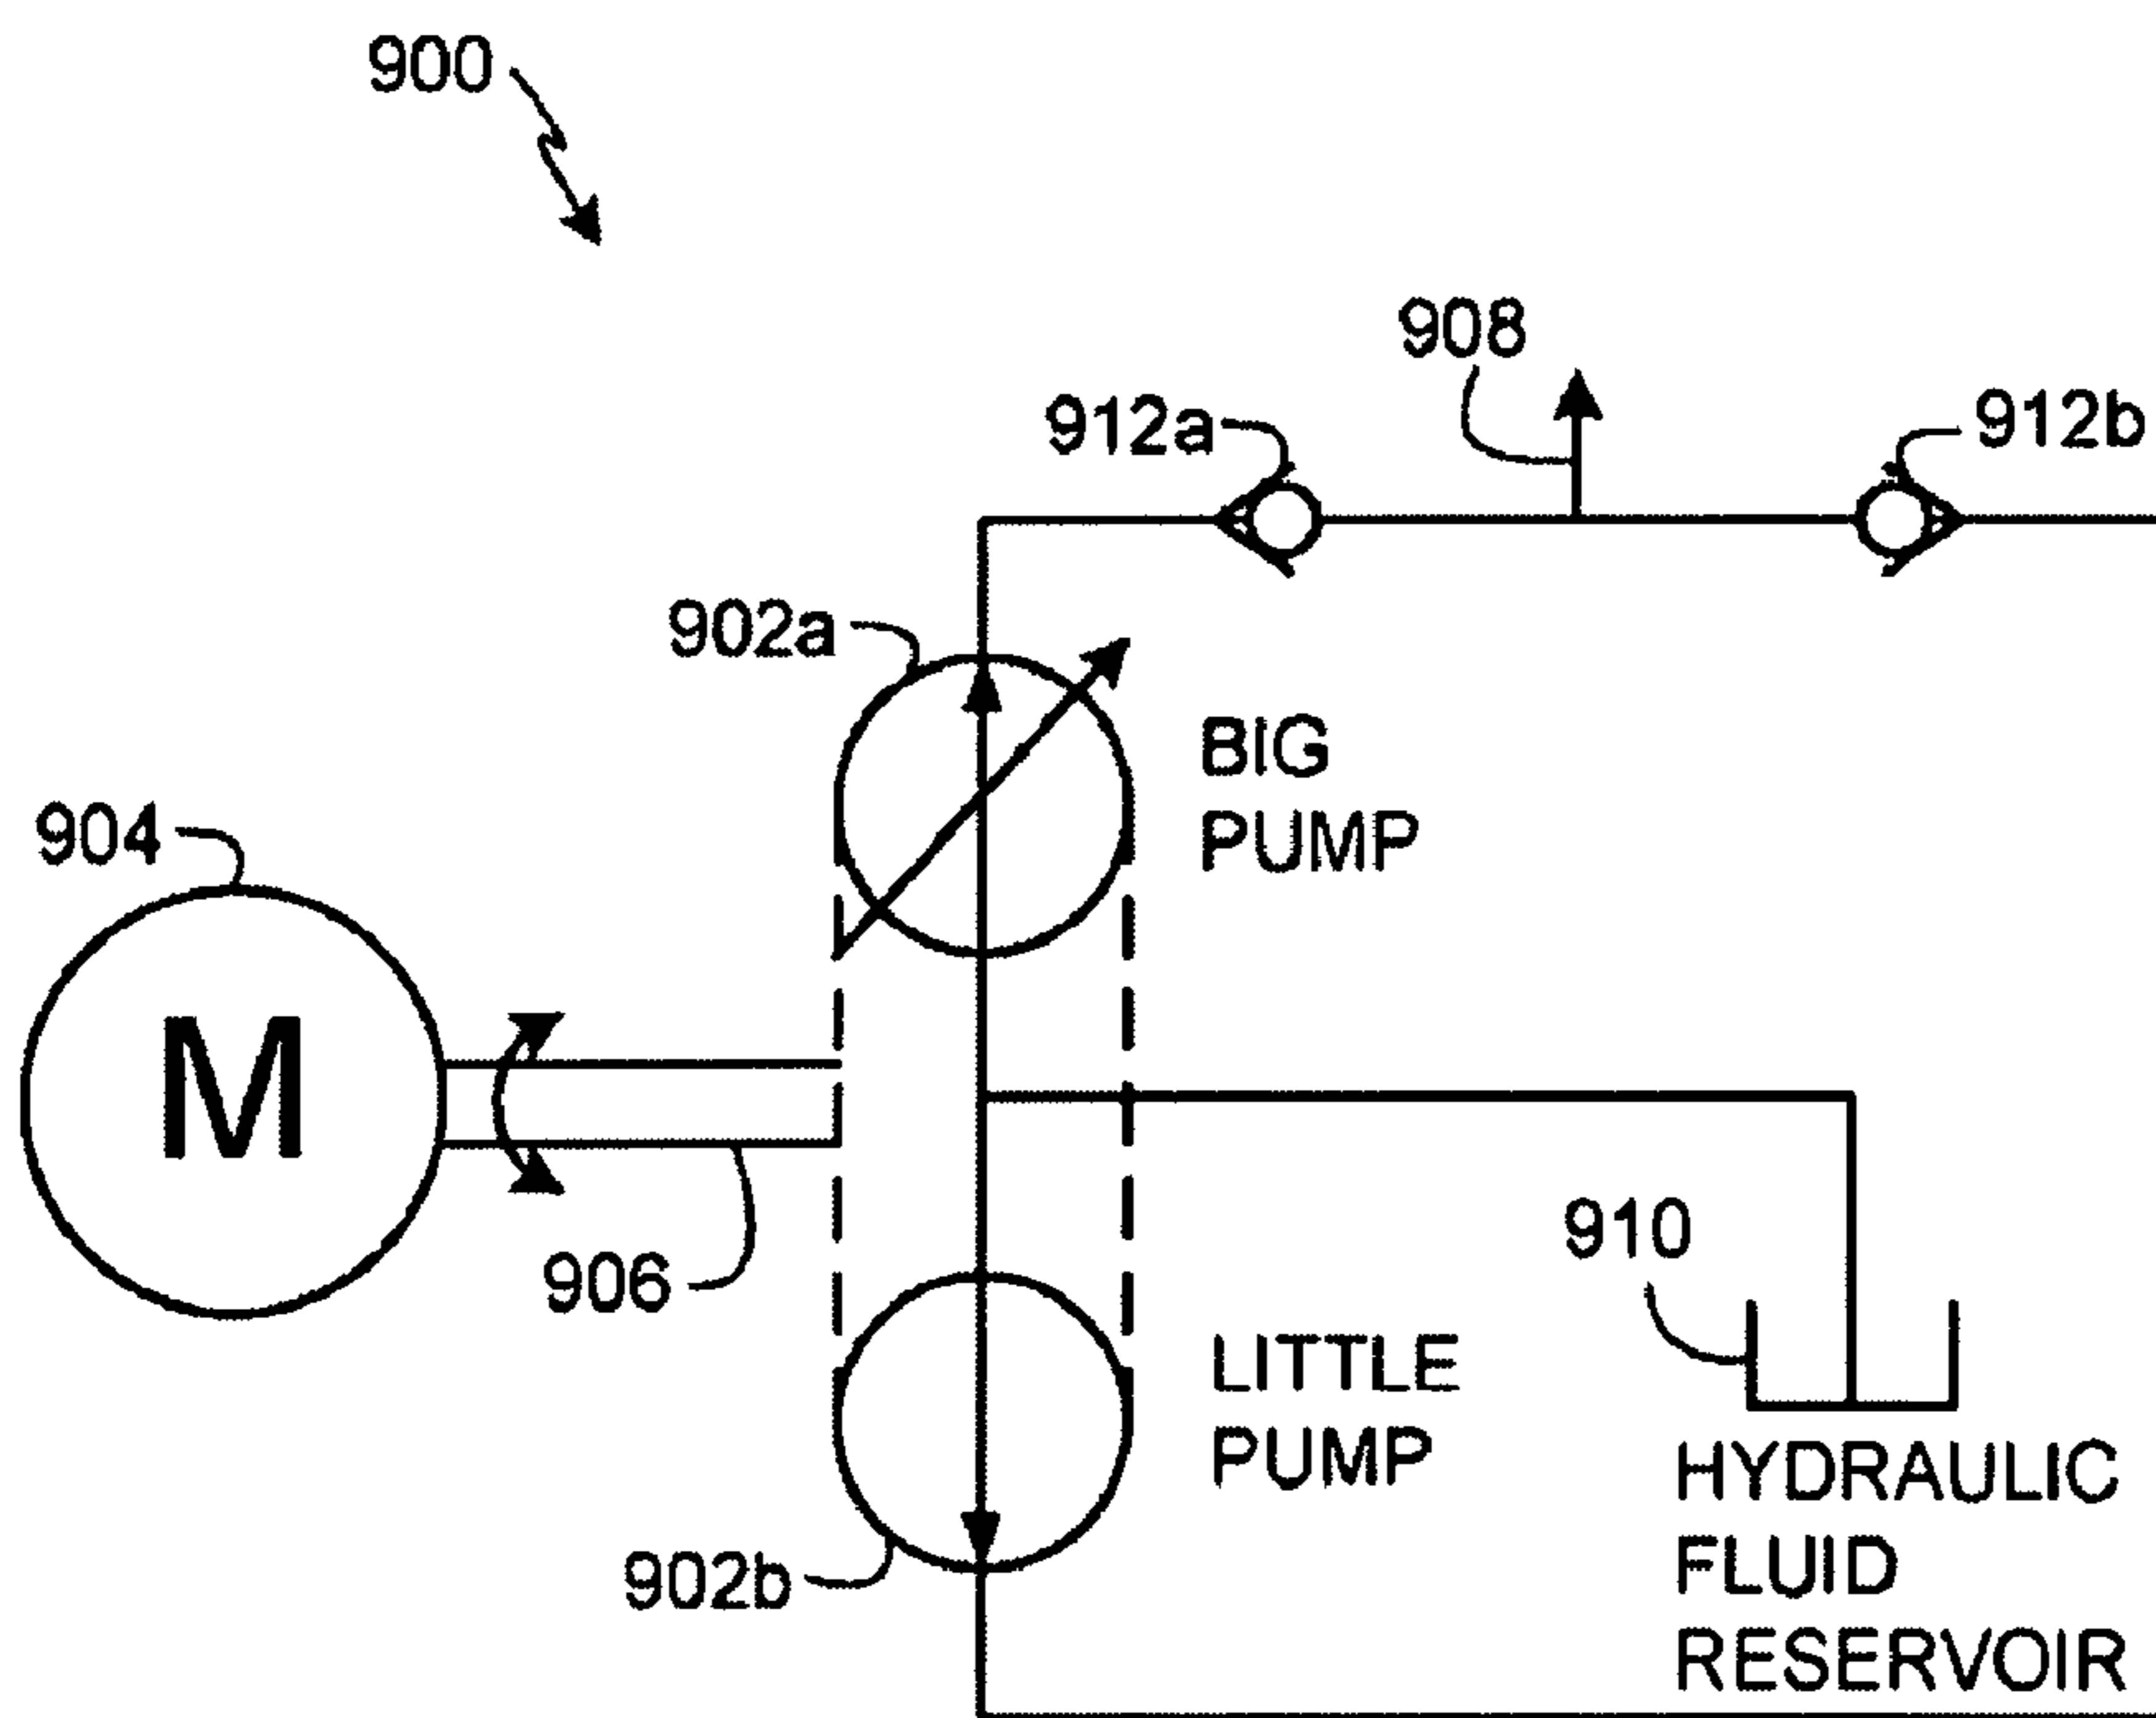 900
908
912a
912b
902a
BIG
PUMP
904
M
906
910
LITTLE
PUMP
HYDRAULIC
FLUID
RESERVOIR
902b